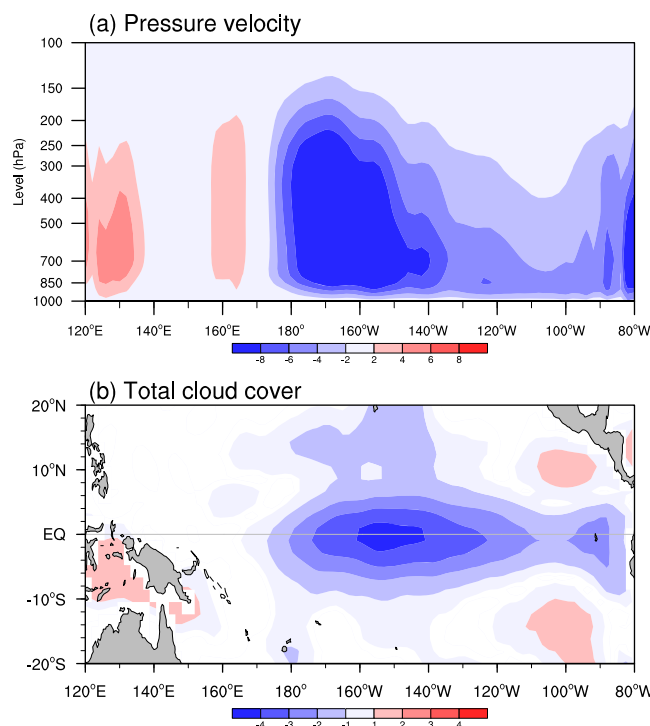 (a) Pressure velocity
Level (hPa)
100
150
200
250
300
400
500
700
850
1000
120°E 140°E 160°E 180° 160°W 140°W 120°W 100°W 80°W
-8 -6 -4 -2 2 4 6 8
(b) Total cloud cover
20°N
10°N
EQ
-10°S
-20°S
120°E 140°E 160°E 180° 160°W 140°W 120°W 100°W 80°W
-4 -3 -2 -1 1 2 3 4